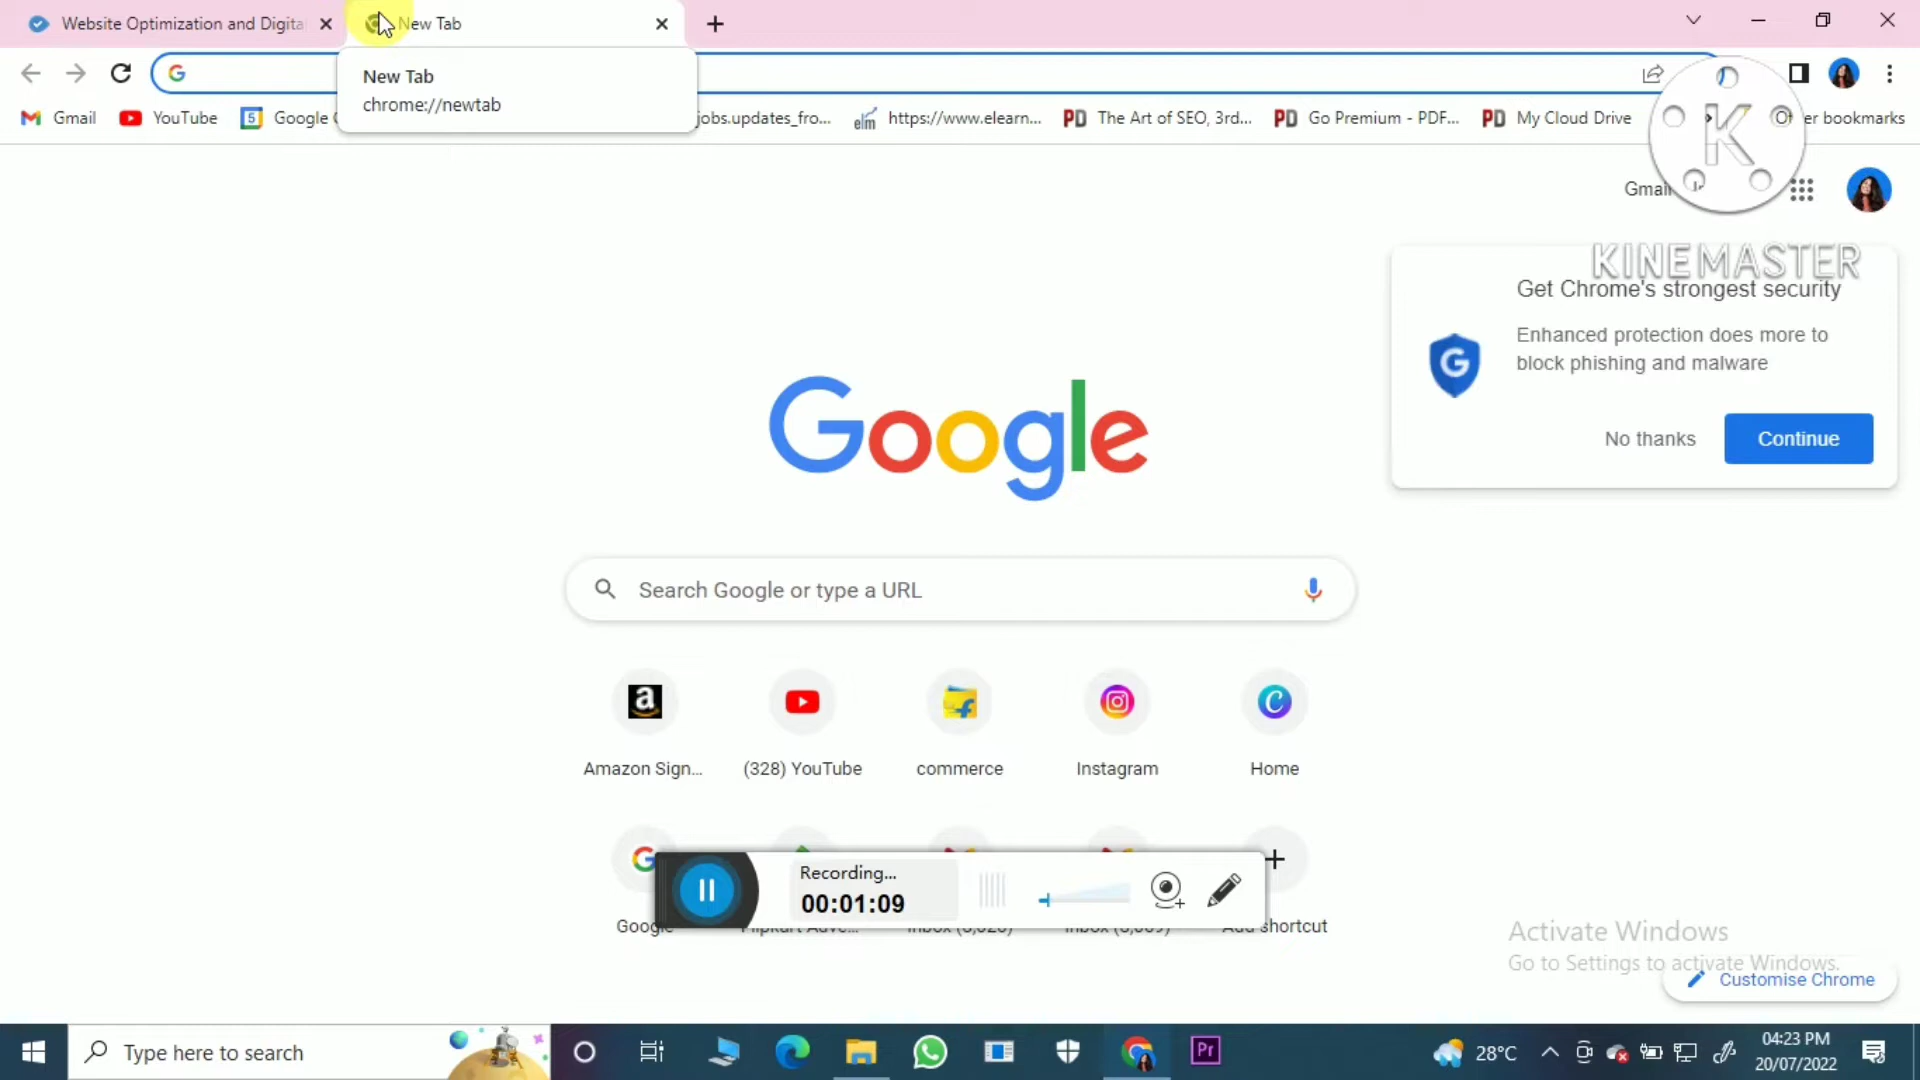 Website Optimization and Digita
New Tab
New Tab
chrome://newtab
Gmail
YouTube
Google
jobs.updates_fro...
https://www.elearn...
The Art of SEO, 3rd...
Go Premium - PDF...
My Cloud Drive
er bookmarks
Gmail
K
KINEMASTER
Get Chrome's strongest security
Enhanced protection does more to
block phishing and malware
No thanks
Continue
Google
Search Google or type a URL
Amazon Sign...
(328) YouTube
commerce
Instagram
Home
Recording...
00:01:09
Google
shortcut
Activate Windows
Go to Settings to activate Windows.
Customise Chrome
Type here to search
Pr
28°C
04:23 PM
20/07/2022